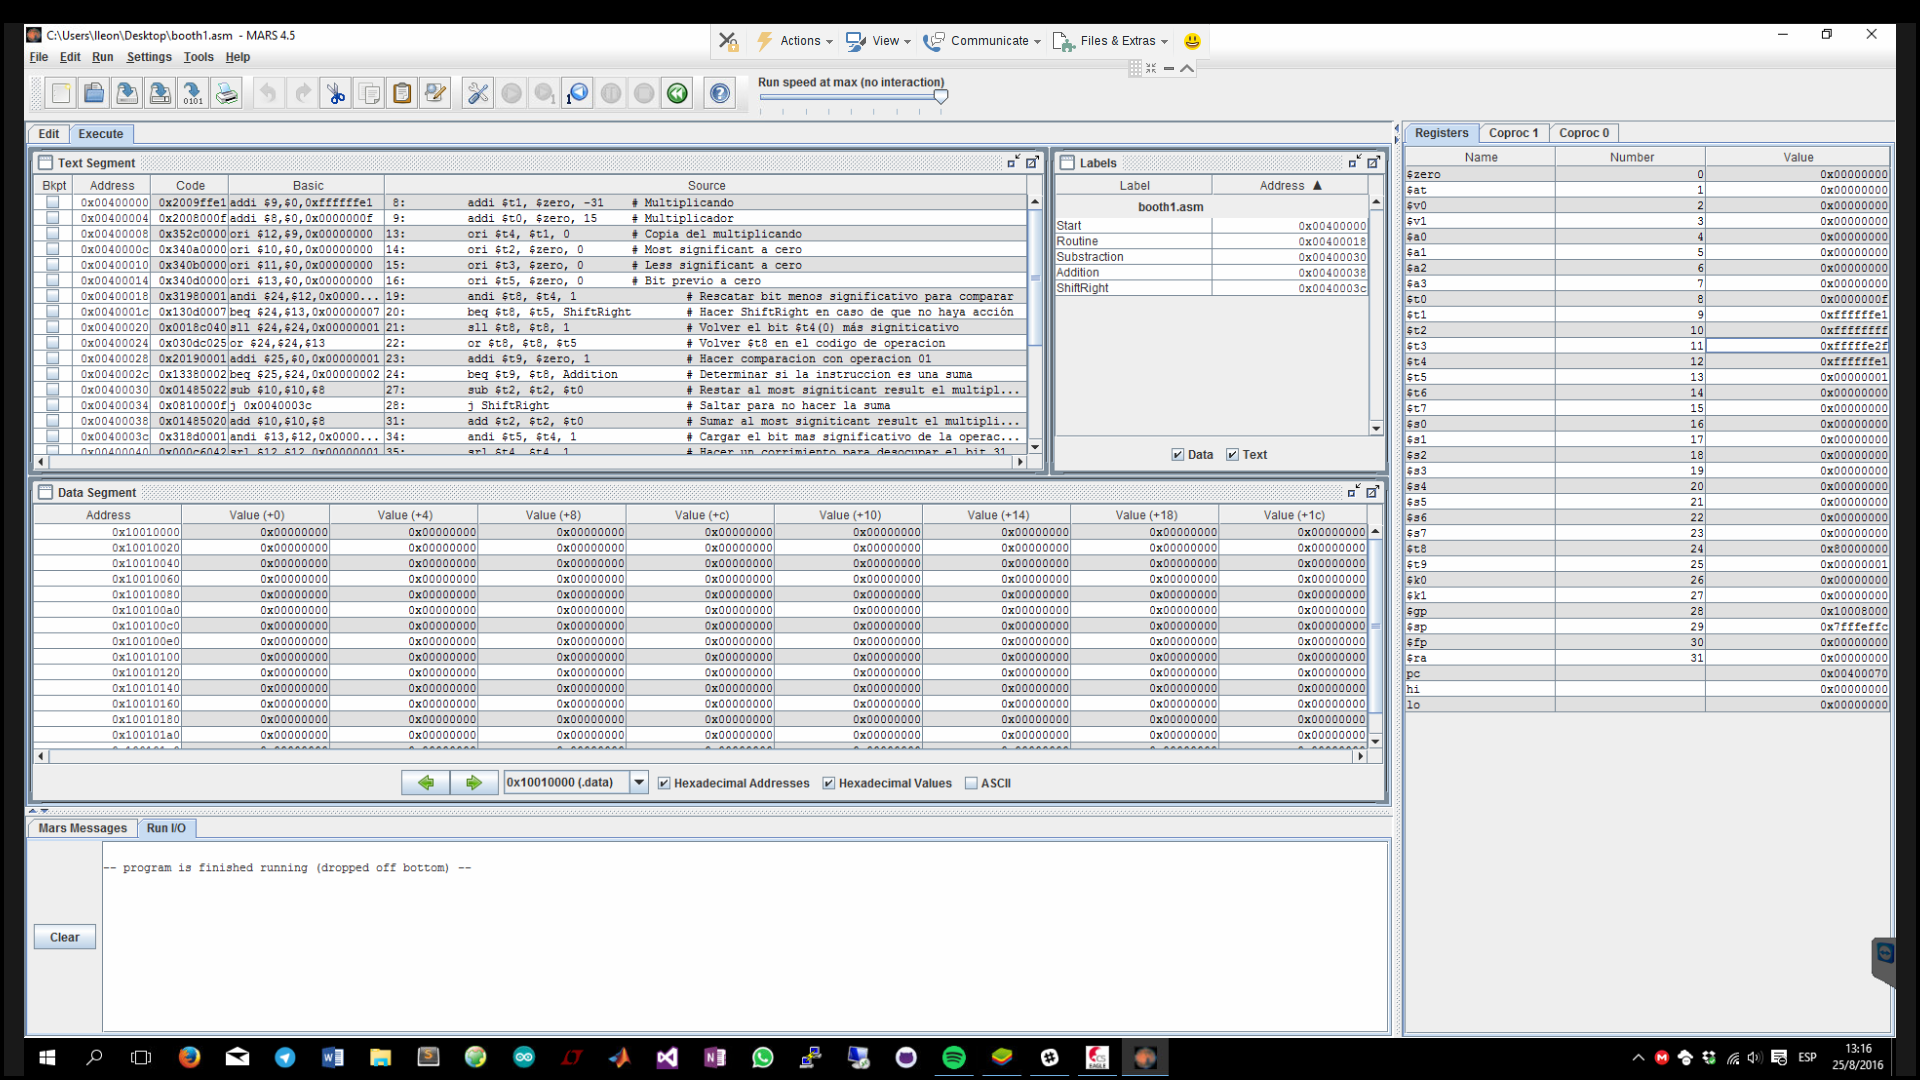 C:\Users\lleon\Desktop\booth1.asm - MARS 4.5
Actions View Communicate Files & Extras
File Edit Run Settings Tools Help
Run speed at max (no interaction)
Edit Execute
Text Segment
Bkpt Address Code Basic Source
0x00400000 0x2009ffe1 addi $9,$0,0xffffffe1 8: addi $t1, $zero, -31 # Multiplicando
0x00400004 0x2008000f addi $8,$0,0x0000000f 9: addi $t0, $zero, 15 # Multiplicador
0x00400008 0x352c0000 ori $12,$9,0x00000000 13: ori $t4, $t1, 0 # Copia del multiplicando
0x0040000c 0x340a0000 ori $10,$0,0x00000000 14: ori $t2, $zero, 0 # Most significant a cero
0x00400010 0x340b0000 ori $11,$0,0x00000000 15: ori $t3, $zero, 0 # Less significant a cero
0x00400014 0x340d0000 ori $13,$0,0x00000000 16: ori $t5, $zero, 0 # Bit previo a cero
0x00400018 0x31980001 andi $24,$12,0x0000... 19: andi $t8, $t4, 1 # Rescatar bit menos significativo para comparar
0x0040001c 0x130d0007 beq $24,$13,0x00000007 20: beq $t8, $t5, ShiftRight # Hacer ShiftRight en caso de que no haya acción
0x00400020 0x0018c040 sll $24,$24,0x00000001 21: sll $t8, $t8, 1 # Volver el bit $t4(0) más signiticativo
0x00400024 0x030dc025 or $24,$24,$13 22: or $t8, $t8, $t5 # Volver $t8 en el codigo de operacion
0x00400028 0x20190001 addi $25,$0,0x00000001 23: addi $t9, $zero, 1 # Hacer comparacion con operacion 01
0x0040002c 0x13380002 beq $25,$24,0x00000002 24: beq $t9, $t8, Addition # Determinar si la instruccion es una suma
0x00400030 0x01485022 sub $10,$10,$8 27: sub $t2, $t2, $t0 # Restar al most significant result el multipl...
0x00400034 0x0810000f j 0x0040003c 28: j ShiftRight # Saltar para no hacer la suma
0x00400038 0x01485020 add $10,$10,$8 31: add $t2, $t2, $t0 # Sumar al most significant result el multipli...
0x0040003c 0x318d0001 andi $13,$12,0x0000... 34: andi $t5, $t4, 1 # Cargar el bit mas significativo de la operac...
0x00400040 0x000c6042 srl $12,$12,0x00000001 35: srl $t4, $t4, 1 # Hacer un corrimiento para desocupar el bit 31
Labels
Label Address ▲
booth1.asm
Start 0x00400000
Routine 0x00400018
Substraction 0x00400030
Addition 0x00400038
ShiftRight 0x0040003c
Data Text
Data Segment
Address Value (+0) Value (+4) Value (+8) Value (+c) Value (+10) Value (+14) Value (+18) Value (+1c)
0x10010000 0x00000000 0x00000000 0x00000000 0x00000000 0x00000000 0x00000000 0x00000000 0x00000000
0x10010020 0x00000000 0x00000000 0x00000000 0x00000000 0x00000000 0x00000000 0x00000000 0x00000000
0x10010040 0x00000000 0x00000000 0x00000000 0x00000000 0x00000000 0x00000000 0x00000000 0x00000000
0x10010060 0x00000000 0x00000000 0x00000000 0x00000000 0x00000000 0x00000000 0x00000000 0x00000000
0x10010080 0x00000000 0x00000000 0x00000000 0x00000000 0x00000000 0x00000000 0x00000000 0x00000000
0x100100a0 0x00000000 0x00000000 0x00000000 0x00000000 0x00000000 0x00000000 0x00000000 0x00000000
0x100100c0 0x00000000 0x00000000 0x00000000 0x00000000 0x00000000 0x00000000 0x00000000 0x00000000
0x100100e0 0x00000000 0x00000000 0x00000000 0x00000000 0x00000000 0x00000000 0x00000000 0x00000000
0x10010100 0x00000000 0x00000000 0x00000000 0x00000000 0x00000000 0x00000000 0x00000000 0x00000000
0x10010120 0x00000000 0x00000000 0x00000000 0x00000000 0x00000000 0x00000000 0x00000000 0x00000000
0x10010140 0x00000000 0x00000000 0x00000000 0x00000000 0x00000000 0x00000000 0x00000000 0x00000000
0x10010160 0x00000000 0x00000000 0x00000000 0x00000000 0x00000000 0x00000000 0x00000000 0x00000000
0x10010180 0x00000000 0x00000000 0x00000000 0x00000000 0x00000000 0x00000000 0x00000000 0x00000000
0x100101a0 0x00000000 0x00000000 0x00000000 0x00000000 0x00000000 0x00000000 0x00000000 0x00000000
0x10010000 (.data) Hexadecimal Addresses Hexadecimal Values ASCII
Mars Messages Run I/O
-- program is finished running (dropped off bottom) --
Clear
Registers Coproc 1 Coproc 0
Name Number Value
$zero 0 0x00000000
$at 1 0x00000000
$v0 2 0x00000000
$v1 3 0x00000000
$a0 4 0x00000000
$a1 5 0x00000000
$a2 6 0x00000000
$a3 7 0x00000000
$t0 8 0x0000000f
$t1 9 0xffffffe1
$t2 10 0xffffffff
$t3 11 0xfffffe2f
$t4 12 0xffffffe1
$t5 13 0x00000001
$t6 14 0x00000000
$t7 15 0x00000000
$s0 16 0x00000000
$s1 17 0x00000000
$s2 18 0x00000000
$s3 19 0x00000000
$s4 20 0x00000000
$s5 21 0x00000000
$s6 22 0x00000000
$s7 23 0x00000000
$t8 24 0x80000000
$t9 25 0x00000001
$k0 26 0x00000000
$k1 27 0x00000000
$gp 28 0x10008000
$sp 29 0x7fffeffc
$fp 30 0x00000000
$ra 31 0x00000000
pc 0x00400070
hi 0x00000000
lo 0x00000000
ESP
13:16
25/8/2016